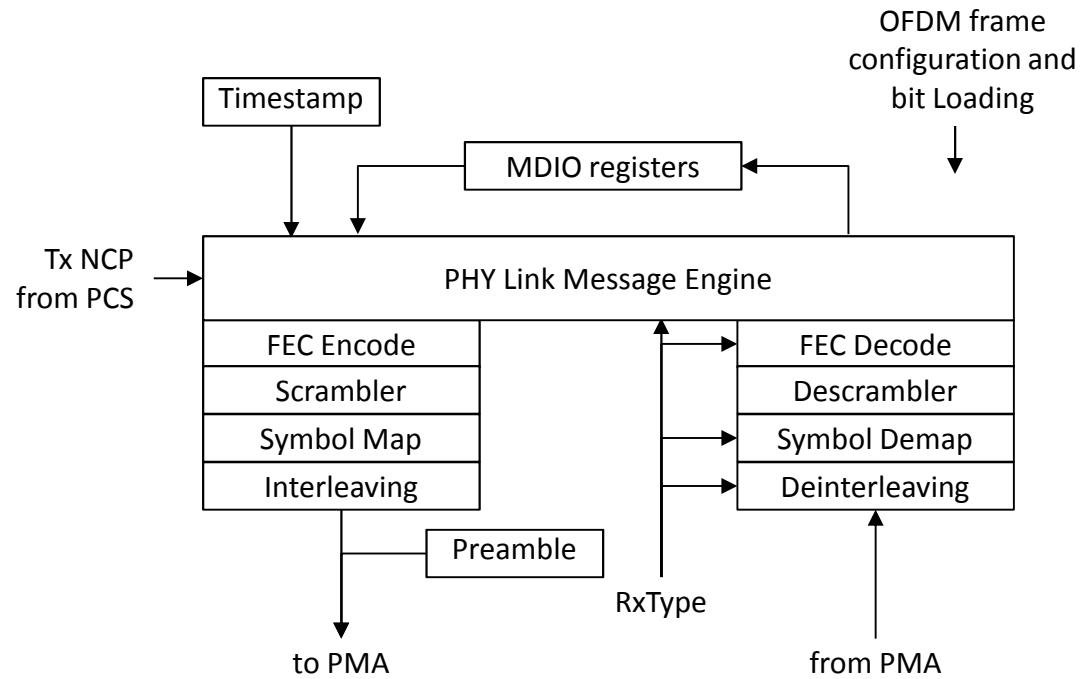 OFDM frame
configuration and
bit Loading
Timestamp
MDIO registers
Tx NCP
from PCS
PHY Link Message Engine
FEC Encode
FEC Decode
Scrambler
Descrambler
Symbol Map
Symbol Demap
Interleaving
Deinterleaving
Preamble
RxType
to PMA
from PMA